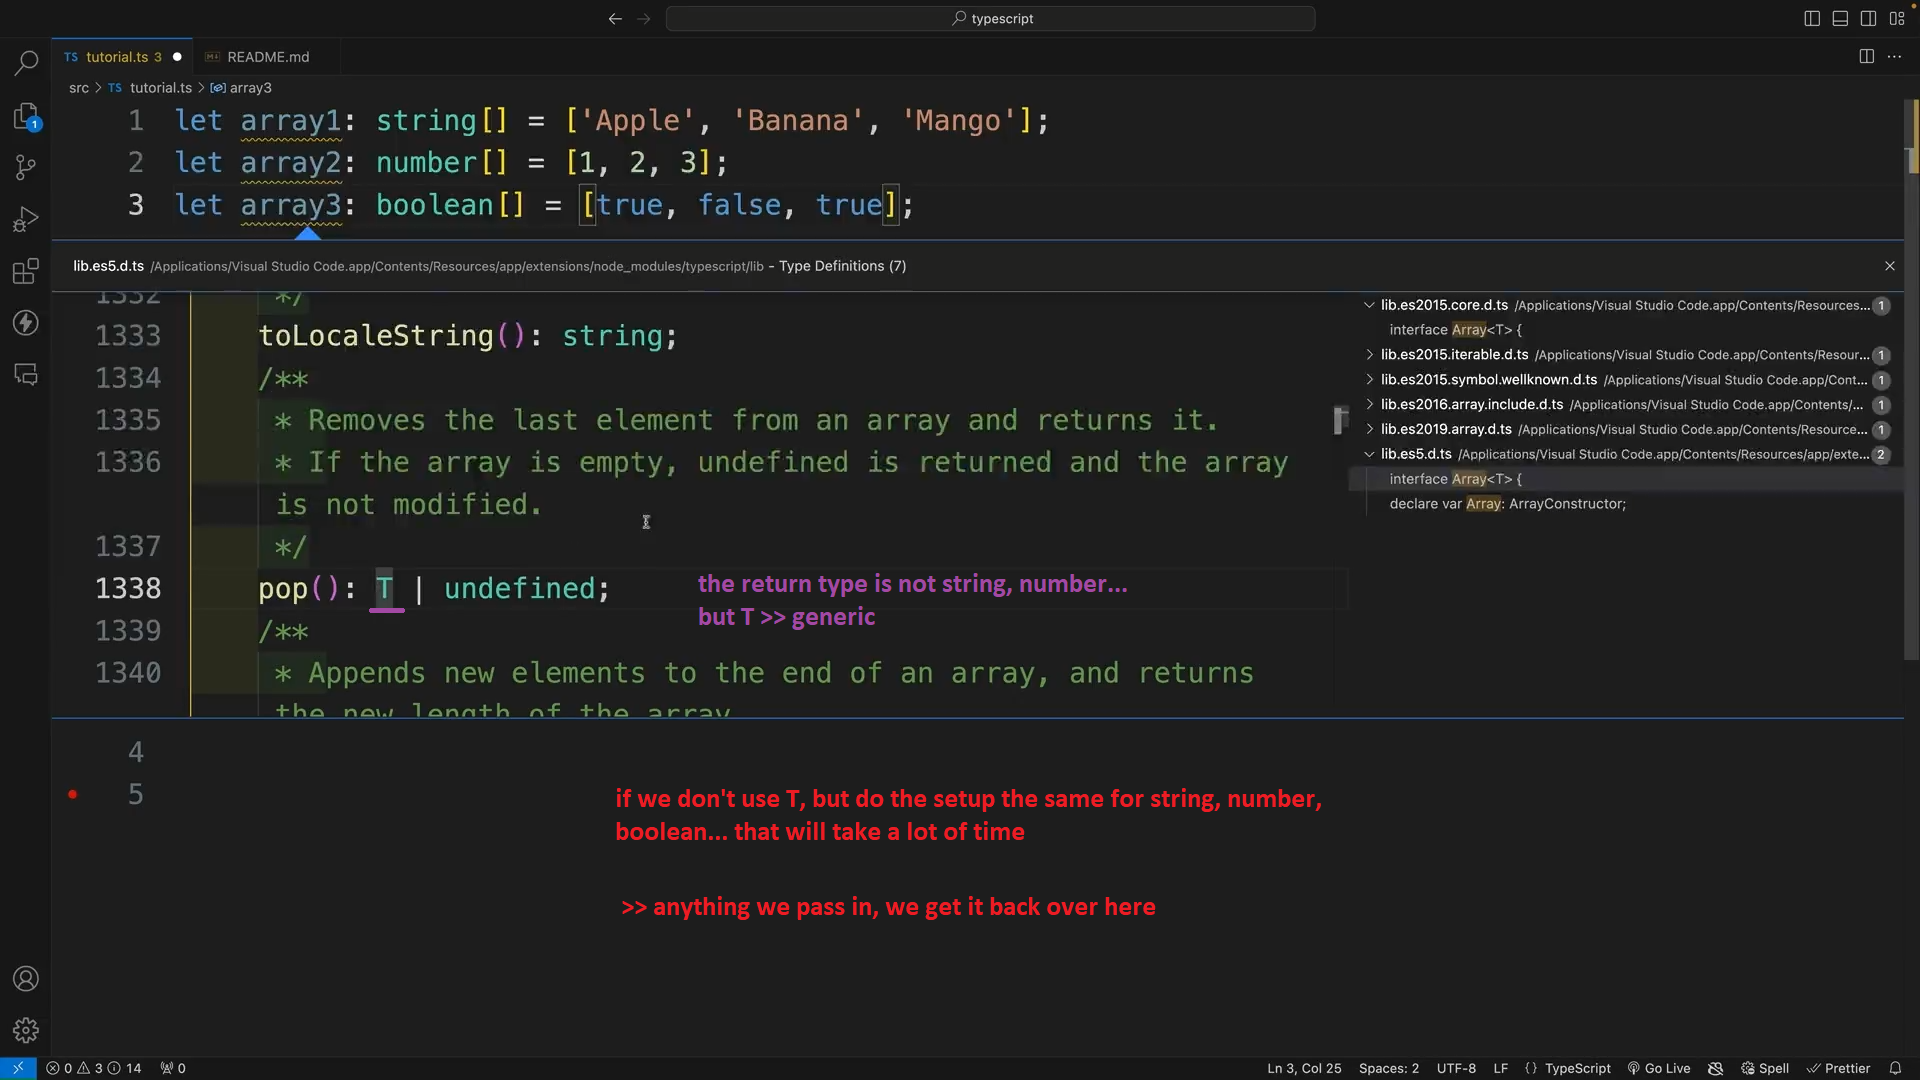 typescript
TS tutorial.ts 3
README.md
src > TS tutorial.ts > array3
1 let array1: string[] = ['Apple', 'Banana', 'Mango'];
2 let array2: number[] = [1, 2, 3];
3 let array3: boolean[] = [true, false, true];
lib.es5.d.ts /Applications/Visual Studio Code.app/Contents/Resources/app/extensions/node_modules/typescript/lib - Type Definitions (7)
1332 */
1333 toLocaleString(): string;
1334 /**
1335 * Removes the last element from an array and returns it.
1336 * If the array is empty, undefined is returned and the array
is not modified.
1337 */
1338 pop(): T | undefined;
1339 /**
1340 * Appends new elements to the end of an array, and returns
the new length of the array.
the return type is not string, number...
but T >> generic
lib.es2015.core.d.ts /Applications/Visual Studio Code.app/Contents/Resources... 1
interface Array<T> {
lib.es2015.iterable.d.ts /Applications/Visual Studio Code.app/Contents/Resour... 1
lib.es2015.symbol.wellknown.d.ts /Applications/Visual Studio Code.app/Cont... 1
lib.es2016.array.include.d.ts /Applications/Visual Studio Code.app/Contents/... 1
lib.es2019.array.d.ts /Applications/Visual Studio Code.app/Contents/Resource... 1
lib.es5.d.ts /Applications/Visual Studio Code.app/Contents/Resources/app/exte... 2
interface Array<T> {
declare var Array: ArrayConstructor;
4
5
if we don't use T, but do the setup the same for string, number,
boolean... that will take a lot of time
>> anything we pass in, we get it back over here
1
0 3 14 0
Ln 3, Col 25 Spaces: 2 UTF-8 LF {} TypeScript Go Live Spell Prettier